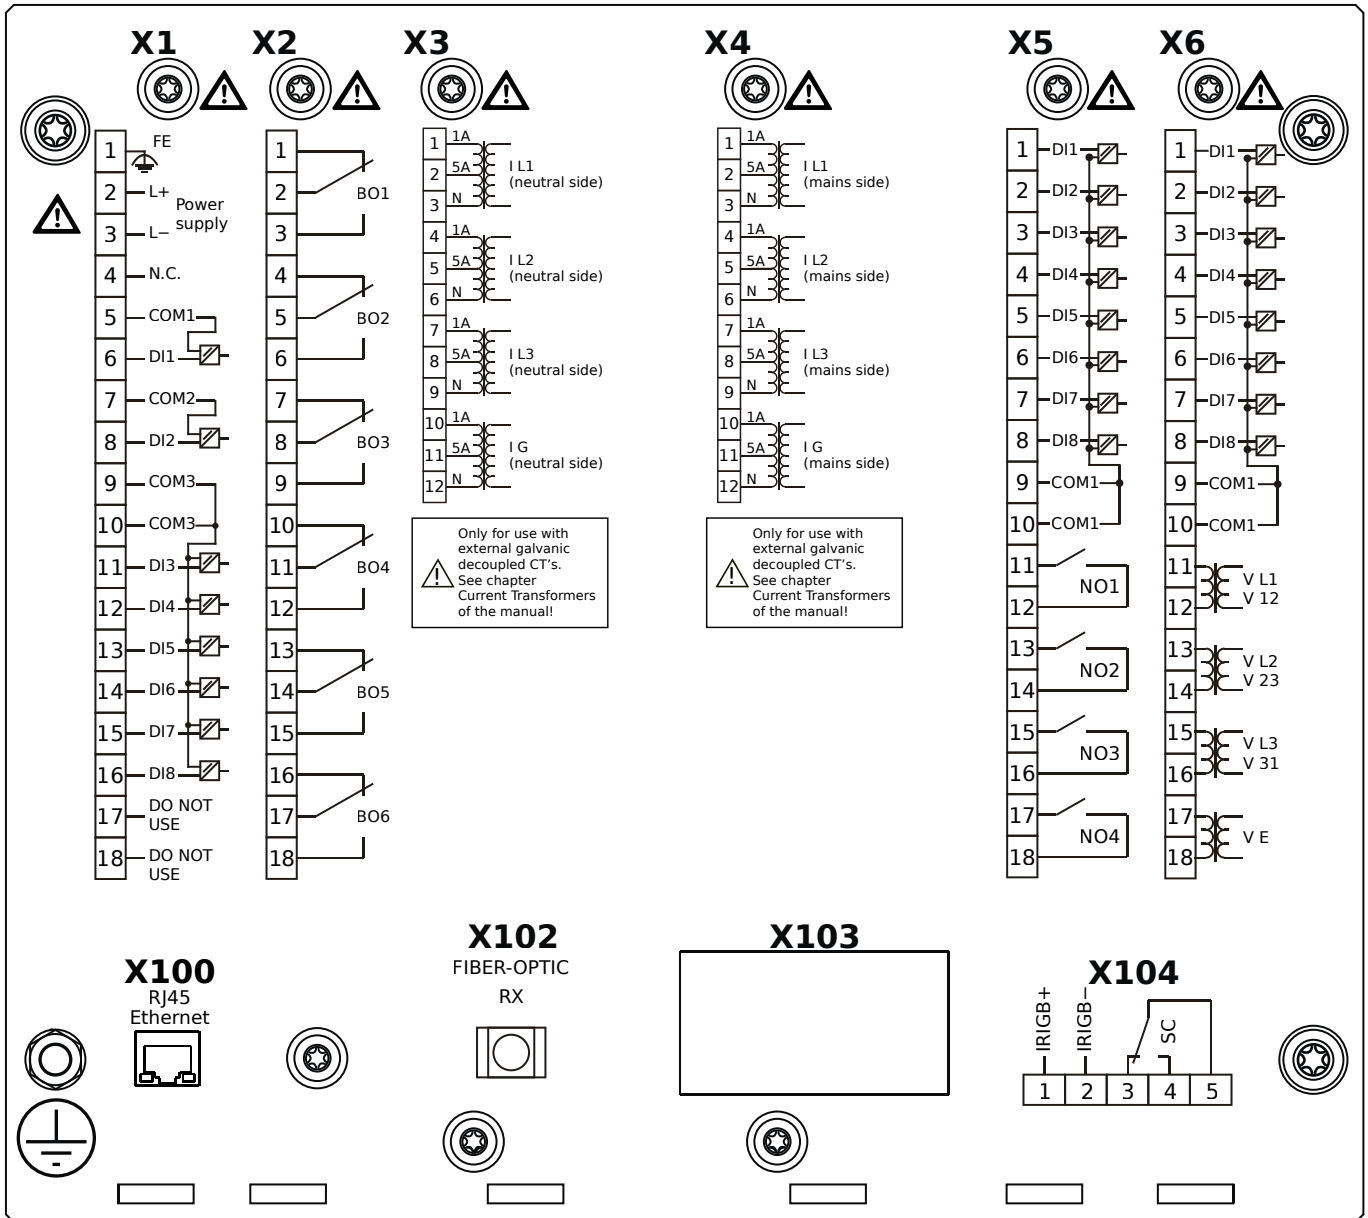 X1
X2
X3
X4
X5
X6
1
FE
2
L+
Power
supply
3
L−
4
N.C.
5
COM1
6
DI1
7
COM2
8
DI2
9
COM3
10
COM3
11
DI3
12
DI4
13
DI5
14
DI6
15
DI7
16
DI8
17
DO NOT
USE
18
DO NOT
USE
1
2
BO1
3
4
5
BO2
6
7
8
BO3
9
10
11
BO4
12
13
14
BO5
15
16
17
BO6
18
1
1A
2
5A
3
N
I L1
(neutral side)
4
1A
5
5A
6
N
I L2
(neutral side)
7
1A
8
5A
9
N
I L3
(neutral side)
10
1A
11
5A
12
N
I G
(neutral side)
Only for use with
external galvanic
decoupled CT's.
See chapter
Current Transformers
of the manual!
1
1A
2
5A
3
N
I L1
(mains side)
4
1A
5
5A
6
N
I L2
(mains side)
7
1A
8
5A
9
N
I L3
(mains side)
10
1A
11
5A
12
N
I G
(mains side)
Only for use with
external galvanic
decoupled CT's.
See chapter
Current Transformers
of the manual!
1
DI1
2
DI2
3
DI3
4
DI4
5
DI5
6
DI6
7
DI7
8
DI8
9
COM1
10
COM1
11
NO1
12
13
NO2
14
15
NO3
16
17
NO4
18
1
DI1
2
DI2
3
DI3
4
DI4
5
DI5
6
DI6
7
DI7
8
DI8
9
COM1
10
COM1
11
V L1
V 12
12
13
V L2
V 23
14
15
V L3
V 31
16
17
V E
18
X100
RJ45
Ethernet
X102
FIBER-OPTIC
RX
X103
X104
IRIGB+
IRIGB−
SC
1 2 3 4 5